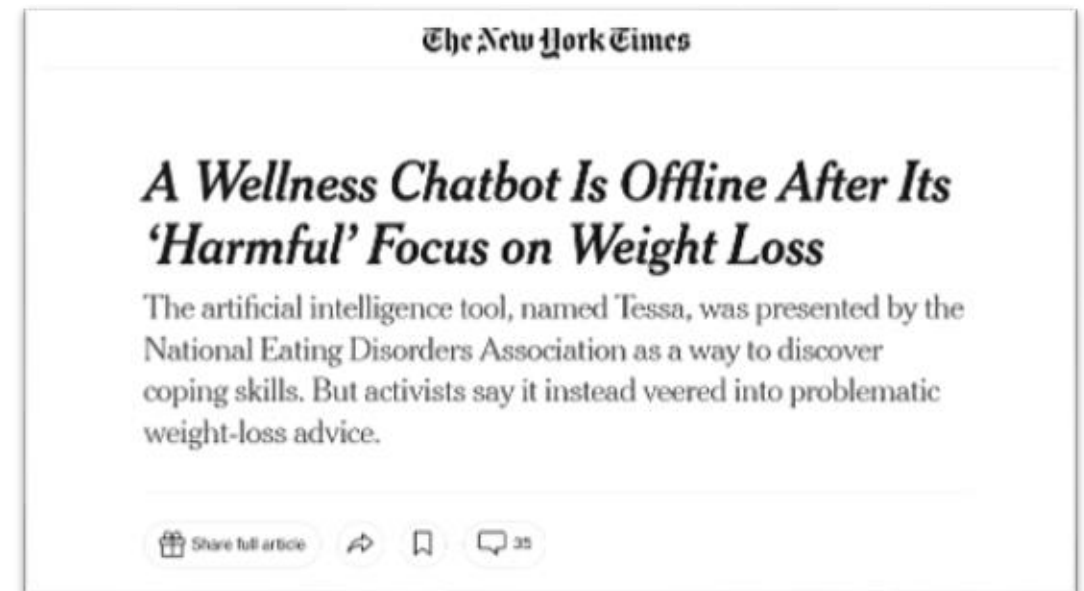 The New York Times
A Wellness Chatbot Is Offline After Its
‘Harmful’ Focus on Weight Loss
The artificial intelligence tool, named Tessa, was presented by the
National Eating Disorders Association as a way to discover
coping skills. But activists say it instead veered into problematic
weight-loss advice.
Share full article
35